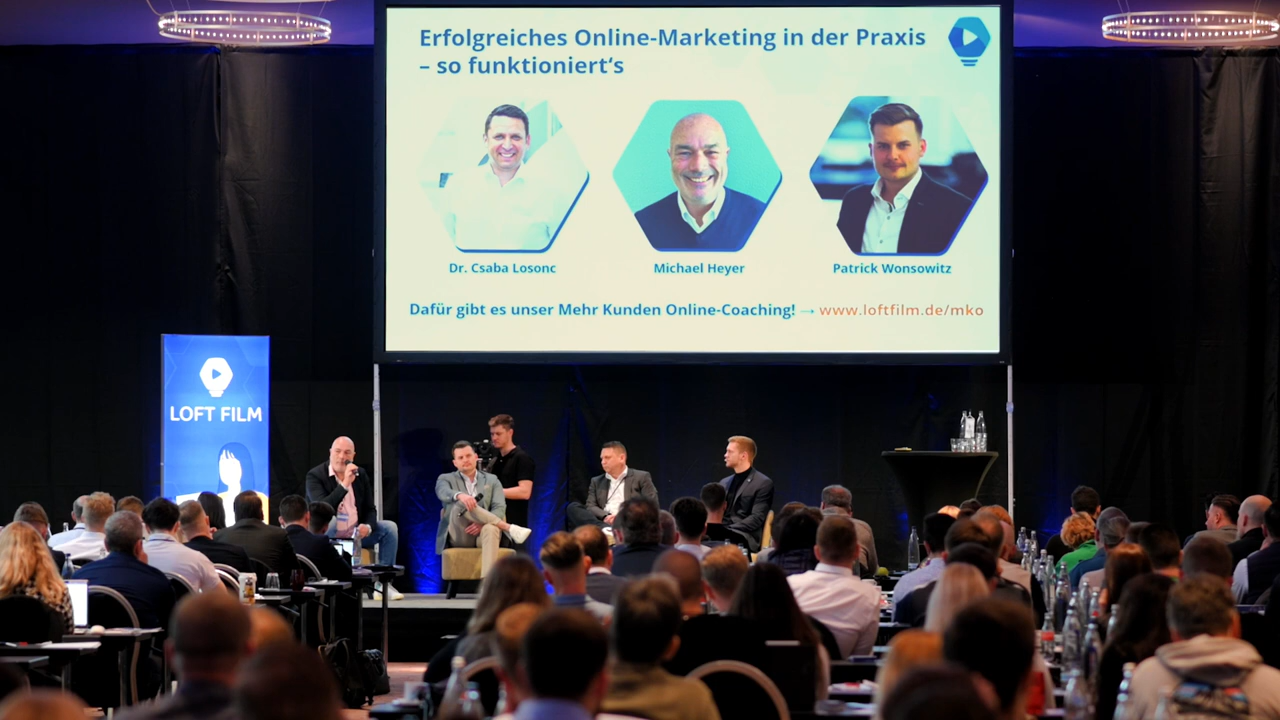 Erfolgreiches Online-Marketing in der Praxis
– so funktioniert‘s
Dr. Csaba Losonc
Michael Heyer
Patrick Wonsowitz
Dafür gibt es unser Mehr Kunden Online-Coaching! → www.loftfilm.de/mko
LOFT FILM